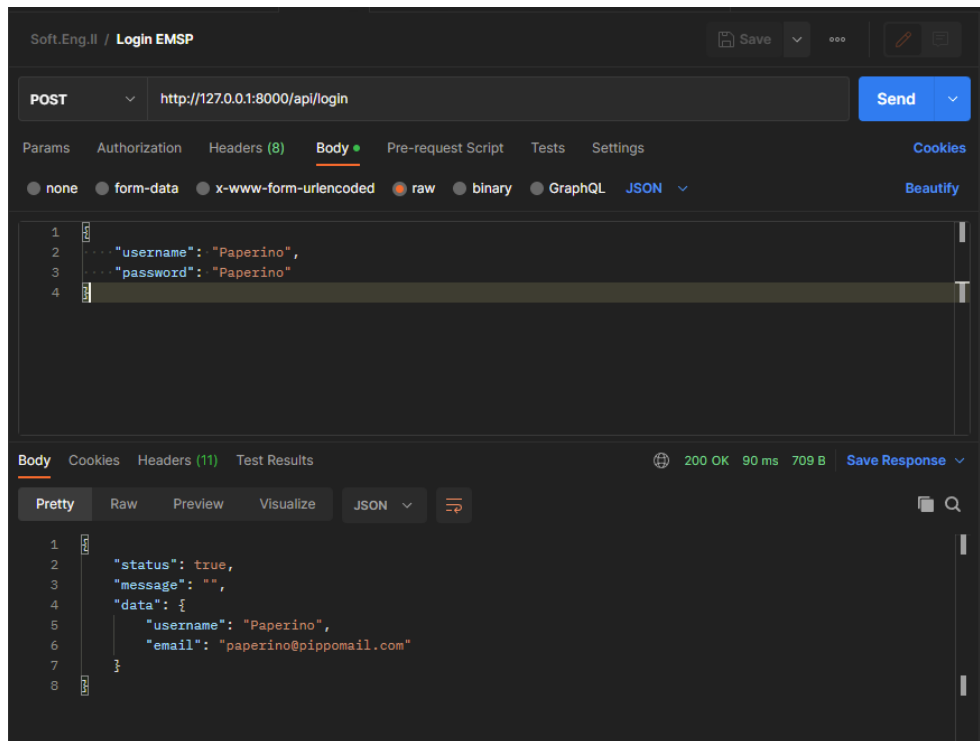 Soft.Eng.II / Login EMSP Save
POST http://127.0.0.1:8000/api/login Send
Params Authorization Headers (8) Body Pre-request Script Tests Settings Cookies
none form-data x-www-form-urlencoded raw binary GraphQL JSON Beautify
1 {
2 ····"username":·"Paperino",
3 ····"password":·"Paperino"
4 }
Body Cookies Headers (11) Test Results 200 OK 90 ms 709 B Save Response
Pretty Raw Preview Visualize JSON
1 {
2 "status": true,
3 "message": "",
4 "data": {
5 "username": "Paperino",
6 "email": "paperino@pippomail.com"
7 }
8 }